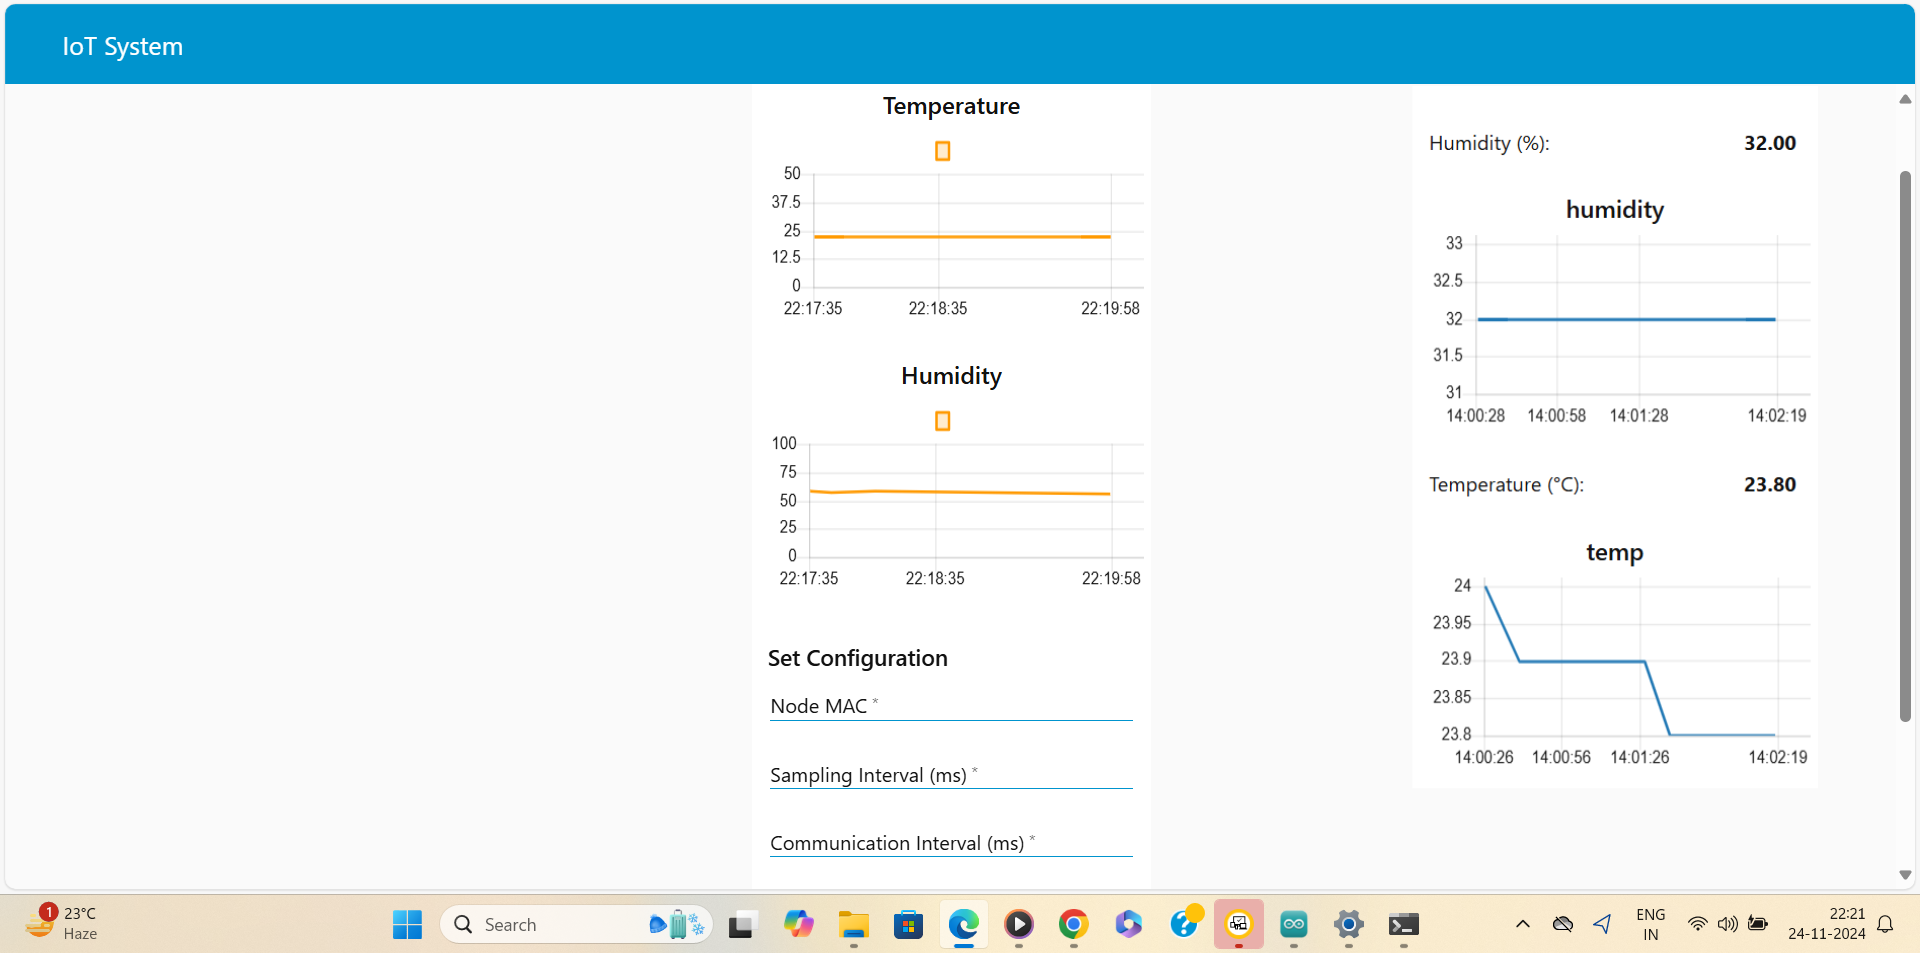 IoT System
Temperature
50
37.5
25
12.5
0
22:17:35 22:18:35 22:19:58
Humidity
100
75
50
25
0
22:17:35 22:18:35 22:19:58
Set Configuration
Node MAC *
Sampling Interval (ms) *
Communication Interval (ms) *
Humidity (%): 32.00
humidity
33
32.5
32
31.5
31
14:00:28 14:00:58 14:01:28 14:02:19
Temperature (°C): 23.80
temp
24
23.95
23.9
23.85
23.8
14:00:26 14:00:56 14:01:26 14:02:19
1
23°C
Haze
Search
ENG
IN
22:21
24-11-2024